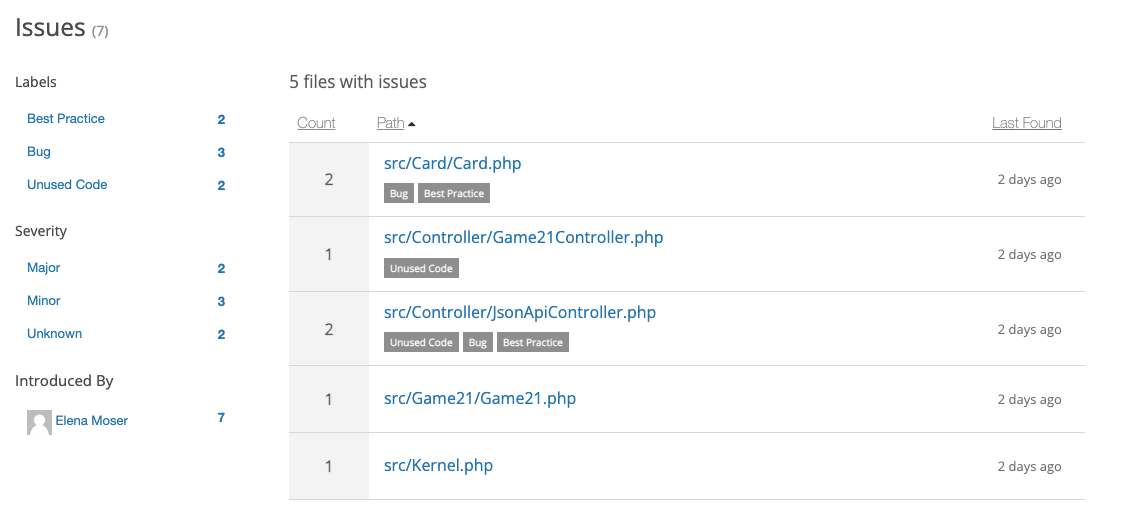 Issues (7)
Labels
Best Practice 2
Bug 3
Unused Code 2
Severity
Major 2
Minor 3
Unknown 2
Introduced By
Elena Moser 7
5 files with issues
Count Path Last Found
2 src/Card/Card.php 2 days ago
Bug Best Practice
1 src/Controller/Game21Controller.php 2 days ago
Unused Code
2 src/Controller/JsonApiController.php 2 days ago
Unused Code Bug Best Practice
1 src/Game21/Game21.php 2 days ago
1 src/Kernel.php 2 days ago